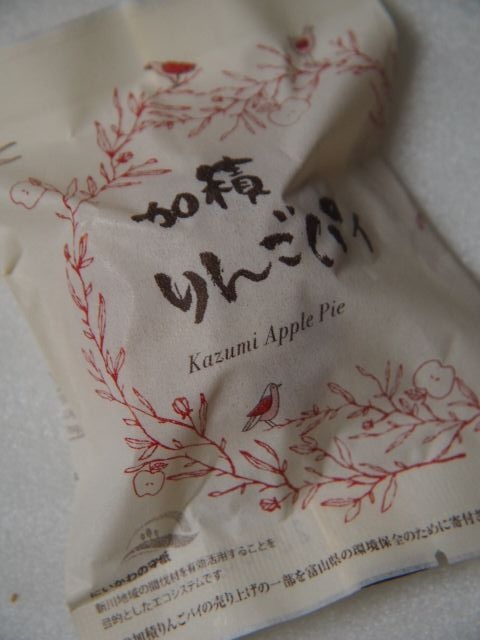 加積
りんごパイ
Kazumi Apple Pie
にいかわの守板
新川地域の間伐材を有効活用することを
目的としたエコシステムです
加積りんごパイの売り上げの一部を富山県の環境保全のために寄付さ